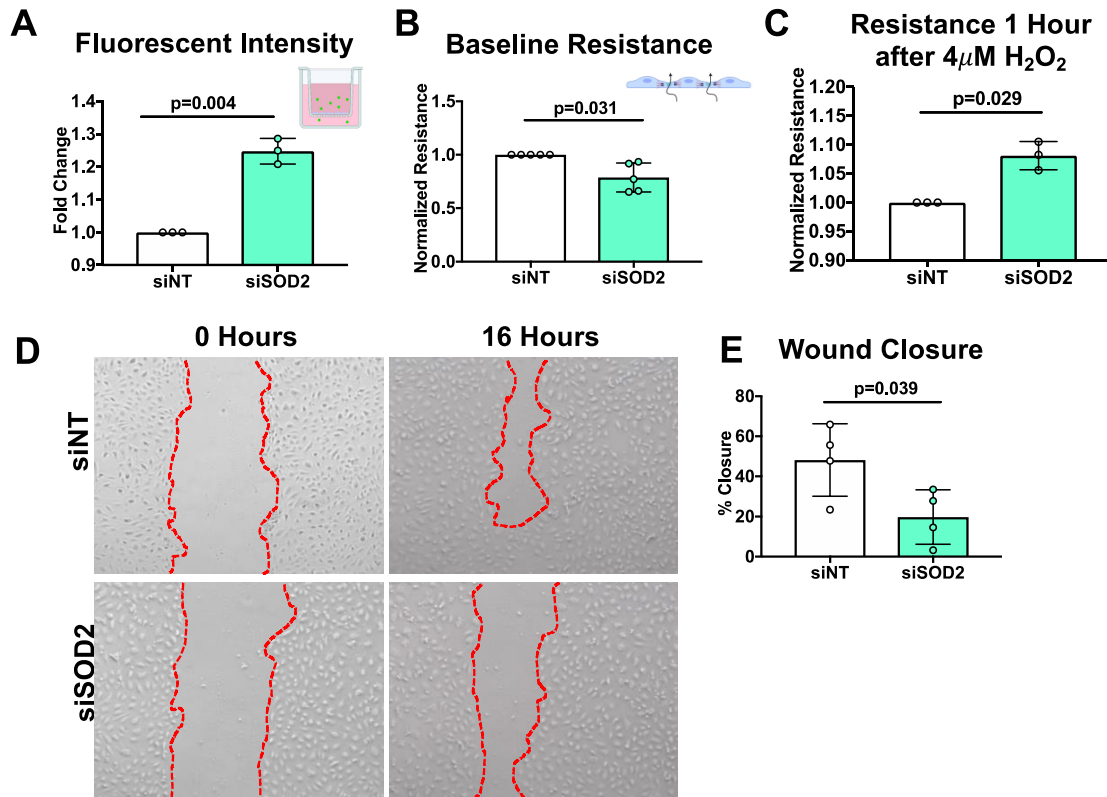 A
Fluorescent Intensity
Fold Change
1.4
1.3
1.2
1.1
1.0
0.9
p=0.004
siNT
siSOD2
B
Baseline Resistance
Normalized Resistance
1.5
1.0
0.5
0.0
p=0.031
siNT
siSOD2
C
Resistance 1 Hour
after 4μM H₂O₂
Normalized Resistance
1.15
1.10
1.05
1.00
0.95
0.90
p=0.029
siNT
siSOD2
D
0 Hours
16 Hours
siNT
siSOD2
E
Wound Closure
% Closure
80
60
40
20
0
p=0.039
siNT
siSOD2